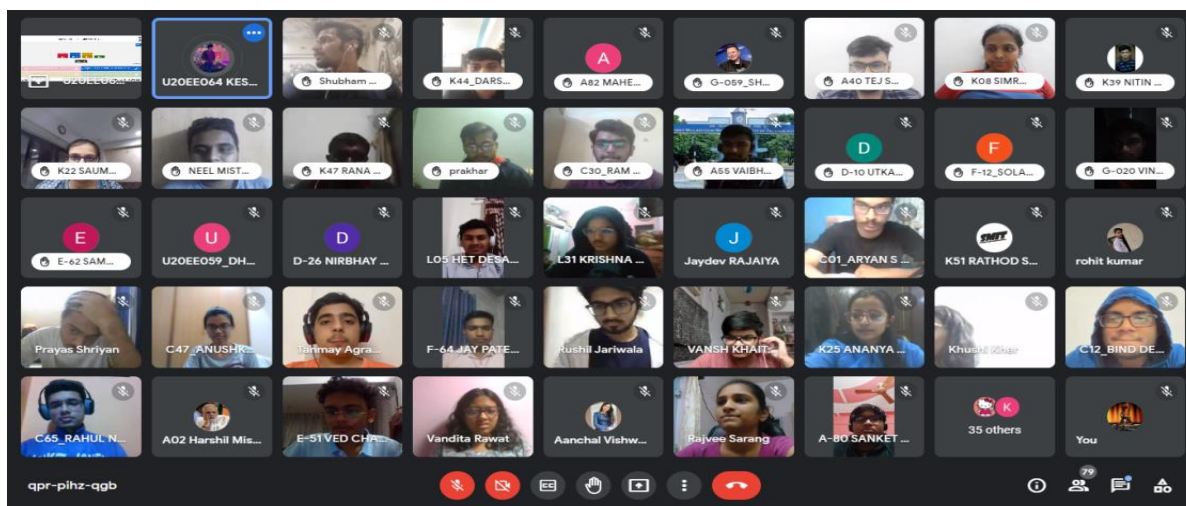 U20EE064 KES...
Shubham ...
K44_DARS...
A
A82 MAHE...
G-059_SH...
A40 TEJ S...
K08 SIMR...
K39 NITIN ...
K22 SAUM...
NEEL MIST...
K47 RANA ...
prakhar
C30_RAM ...
A55 VAIBH...
D
D-10 UTKA...
F
F-12_SOLA...
G-020 VIN...
E
E-62 SAM...
U
U20EE059_DH...
D
D-26 NIRBHAY ...
L05 HET DESA...
L31 KRISHNA ...
J
Jaydev RAJAIYA
C01_ARYAN S ...
K51 RATHOD S...
rohit kumar
Prayas Shriyan
C47_ANUSHK...
Tanmay Agra...
F-64 JAY PATE...
Rushil Jariwala
VANSH KHAIT...
K25 ANANYA ...
Khushi Kher
C12_BIND DE...
C65_RAHUL N...
A02 Harshil Mis...
E-51 VED CHA...
Vandita Rawat
Aanchal Vishw...
Rajvee Sarang
A-80 SANKET ...
K
35 others
You
qpr-pihz-qgb
CC
79